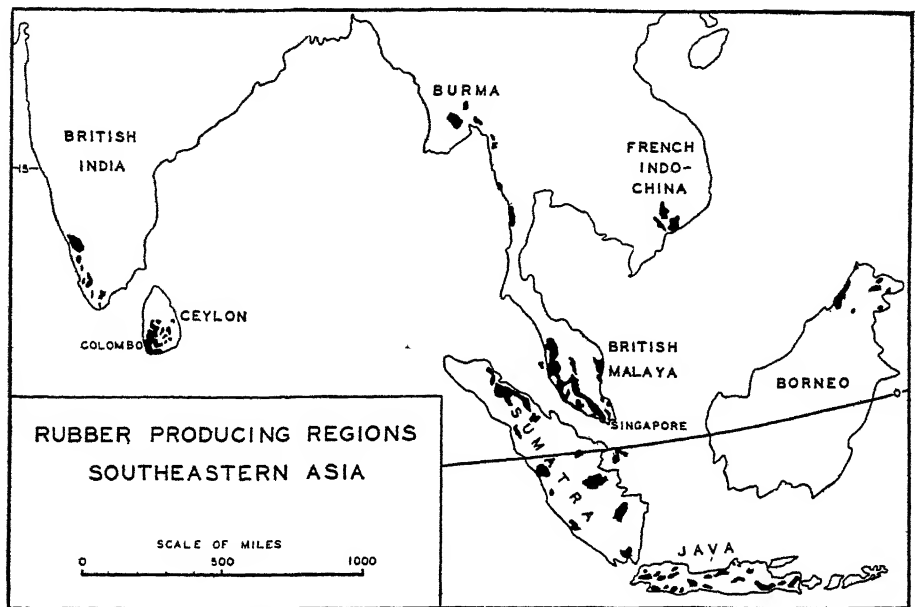 BURMA
BRITISH
INDIA
15
FRENCH
INDO-
CHINA
CEYLON
COLOMBO
BRITISH
MALAYA
BORNEO
0
SINGAPORE
SUMATRA
RUBBER PRODUCING REGIONS
SOUTHEASTERN ASIA
SCALE OF MILES
0 500 1000
JAVA